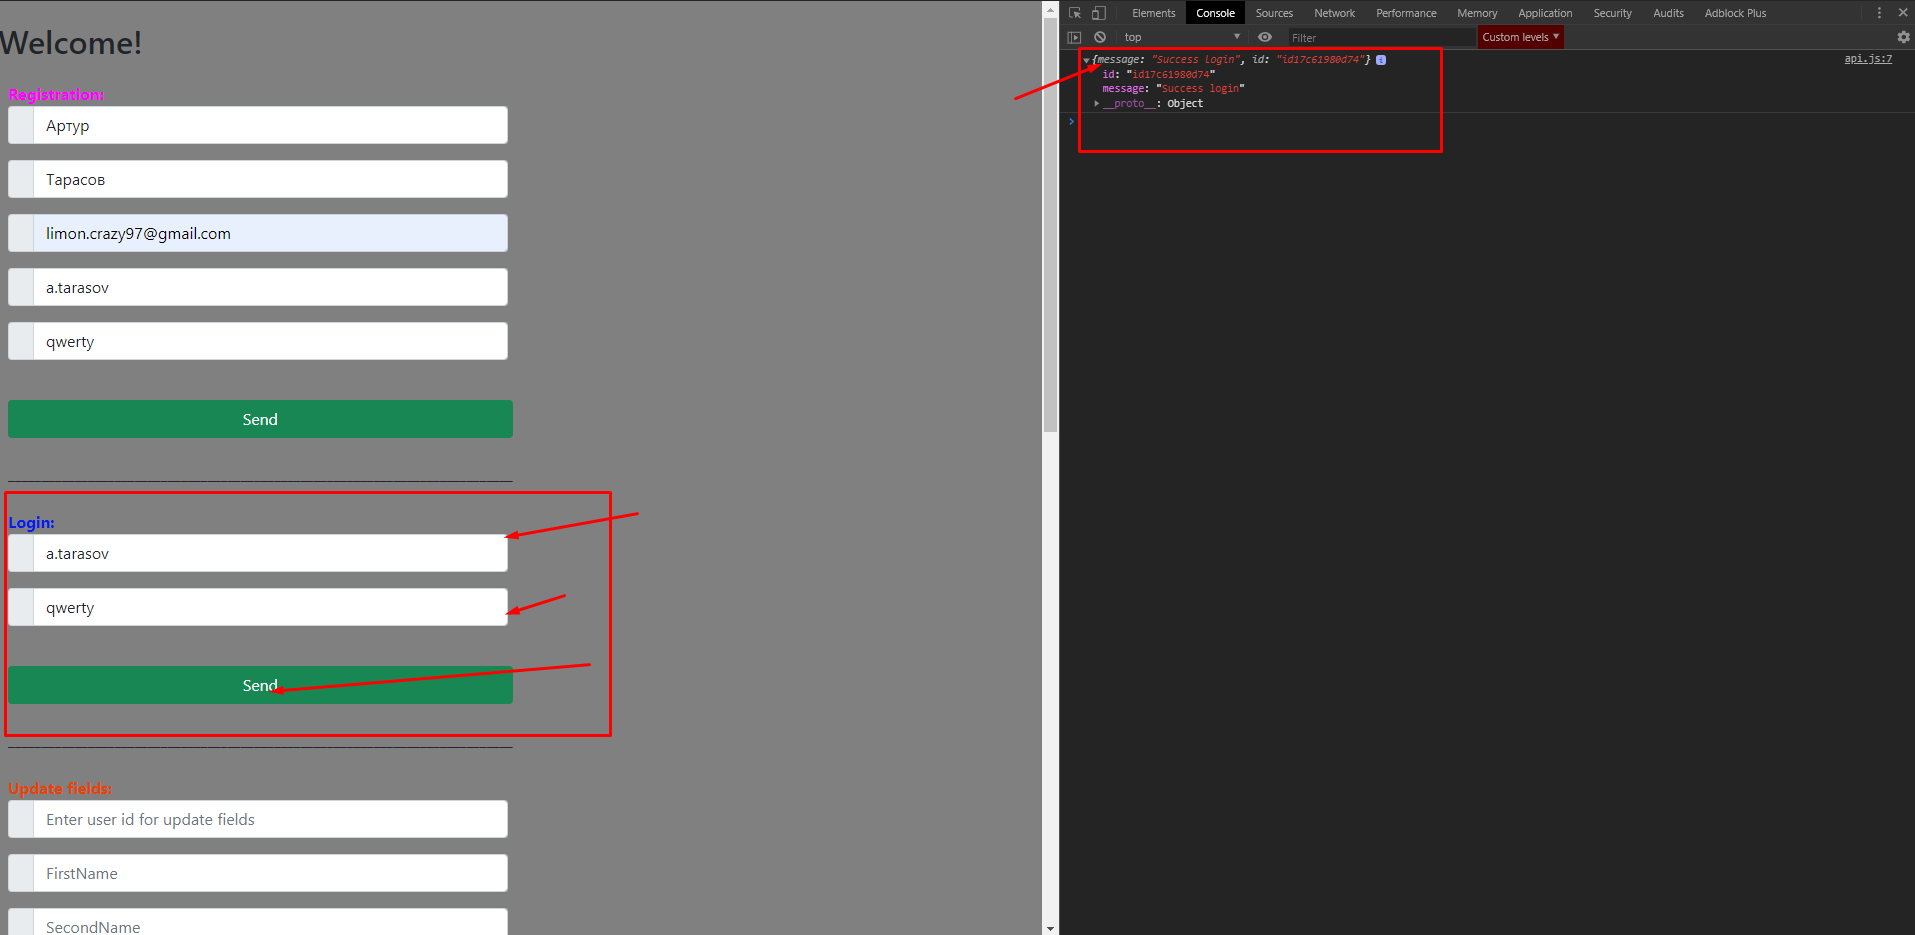 Welcome!
Registration:
Артур
Тарасов
limon.crazy97@gmail.com
a.tarasov
qwerty
Send
Login:
a.tarasov
qwerty
Send
Update fields:
Enter user id for update fields
FirstName
SecondName
Elements Console Sources Network Performance Memory Application Security Audits Adblock Plus
top Filter Custom levels
{message: "Success login", id: "id17c61980d74"} api.js:7
id: "id17c61980d74"
message: "Success login"
__proto__: Object